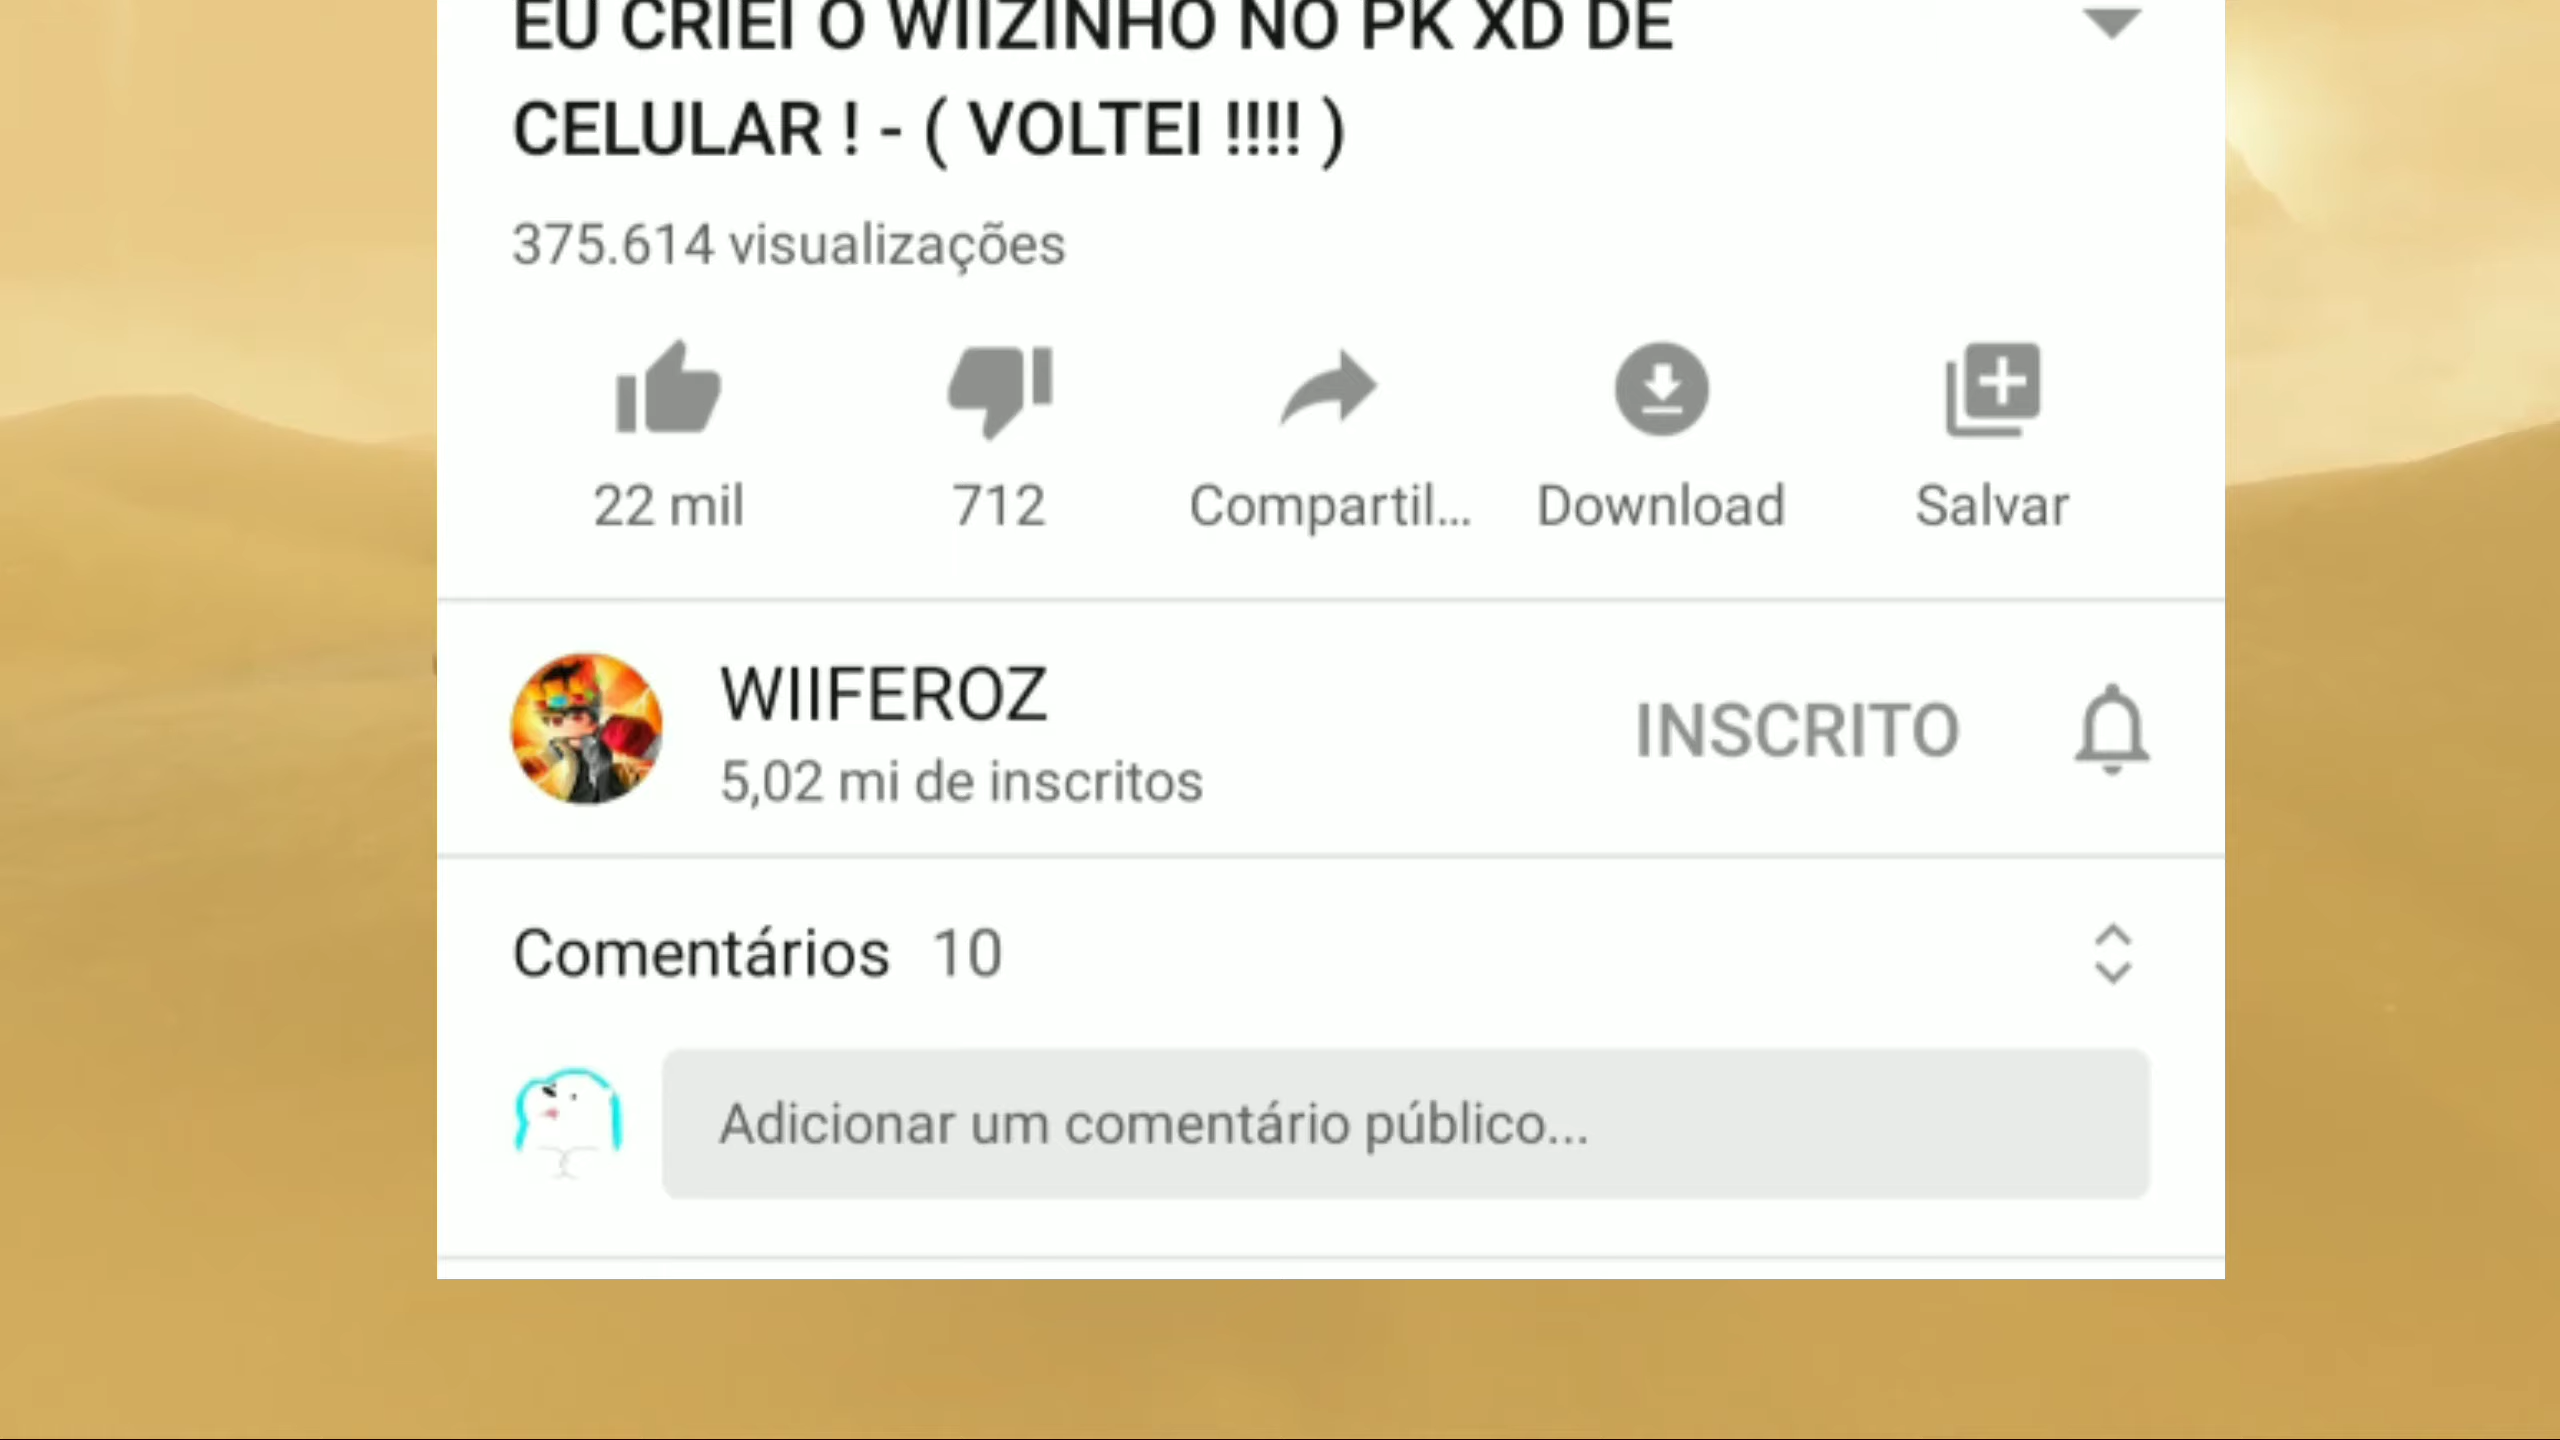 EU CRIEI O WIIZINHO NO PK XD DE
CELULAR ! - ( VOLTEI !!!! )
375.614 visualizações
22 mil
712
Compartil...
Download
Salvar
WIIFEROZ
INSCRITO
5,02 mi de inscritos
Comentários 10
Adicionar um comentário público...